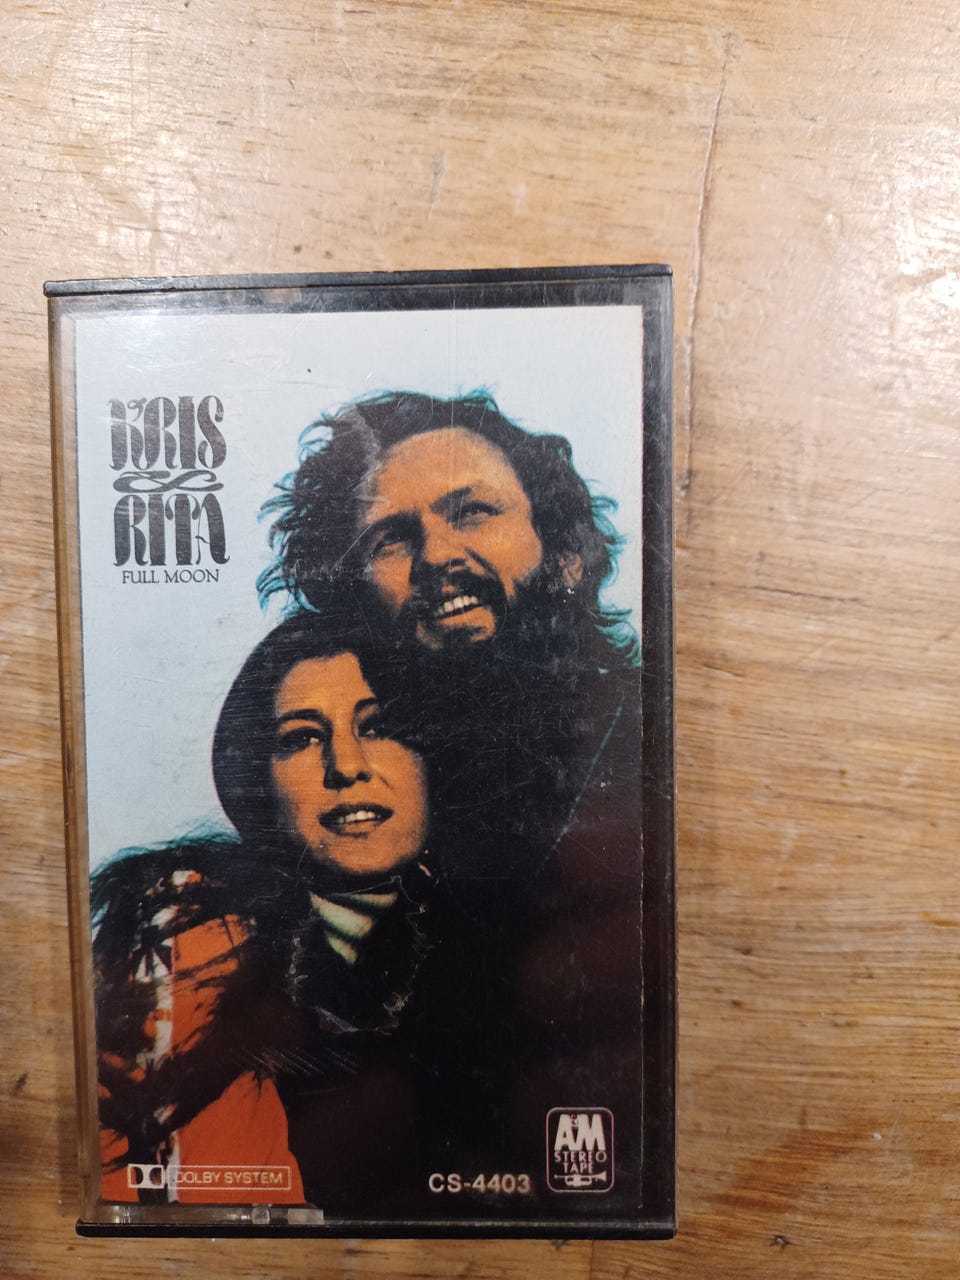 KRIS
&
RITA
FULL MOON
DOLBY SYSTEM
CS-4403
A&M
STEREO
TAPE